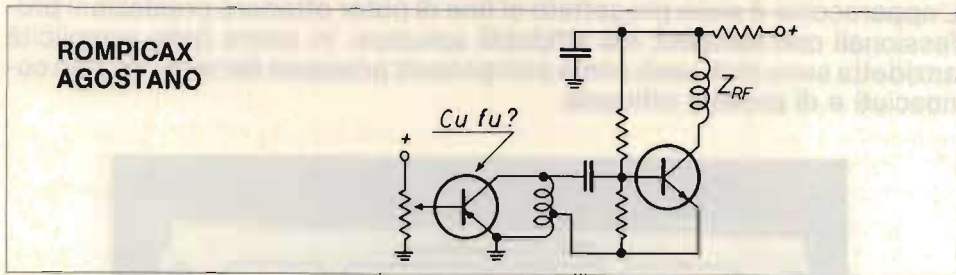 ROMPICAX
AGOSTANO
+
Z_RF
Cu fu?
+